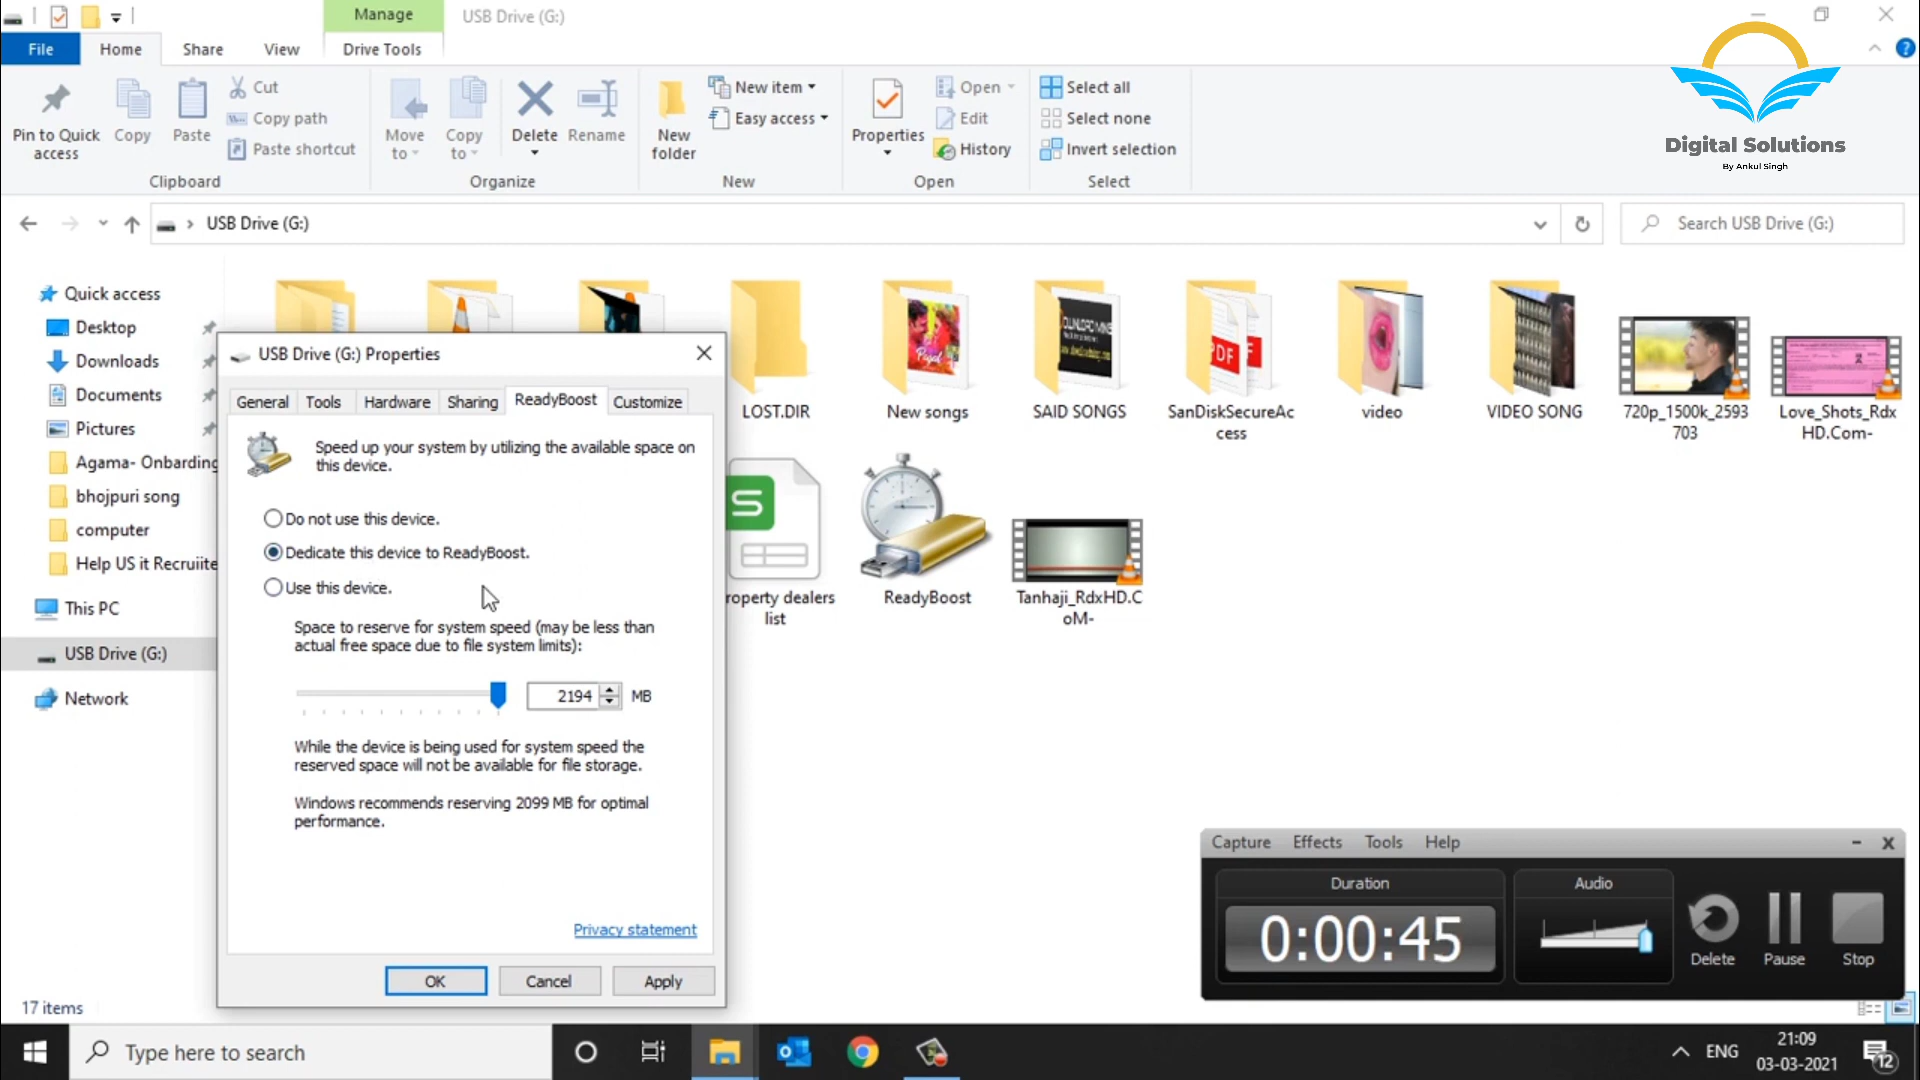 Manage
USB Drive (G:)
File
Home
Share
View
Drive Tools
Pin to Quick
access
Copy
Paste
Cut
Copy path
Paste shortcut
Clipboard
Move
to
Copy
to
Delete
Rename
Organize
New
folder
New item
Easy access
New
Properties
Open
Edit
History
Open
Select all
Select none
Invert selection
Select
Digital Solutions
By Ankul Singh
USB Drive (G:)
Search USB Drive (G:)
Quick access
Desktop
Downloads
Documents
Pictures
Agama- Onbarding
bhojpuri song
computer
Help US it Recruiite
This PC
USB Drive (G:)
Network
LOST.DIR
New songs
SAID SONGS
SanDiskSecureAc
cess
video
VIDEO SONG
720p_1500k_2593
703
Love_Shots_Rdx
HD.Com-
roperty dealers
list
ReadyBoost
Tanhaji_RdxHD.C
oM-
PDF
S
USB Drive (G:) Properties
General
Tools
Hardware
Sharing
ReadyBoost
Customize
Speed up your system by utilizing the available space on
this device.
Do not use this device.
Dedicate this device to ReadyBoost.
Use this device.
Space to reserve for system speed (may be less than
actual free space due to file system limits):
2194
MB
While the device is being used for system speed the
reserved space will not be available for file storage.
Windows recommends reserving 2099 MB for optimal
performance.
Privacy statement
OK
Cancel
Apply
17 items
Capture
Effects
Tools
Help
Duration
0:00:45
Audio
Delete
Pause
Stop
Type here to search
ENG
21:09
03-03-2021
12